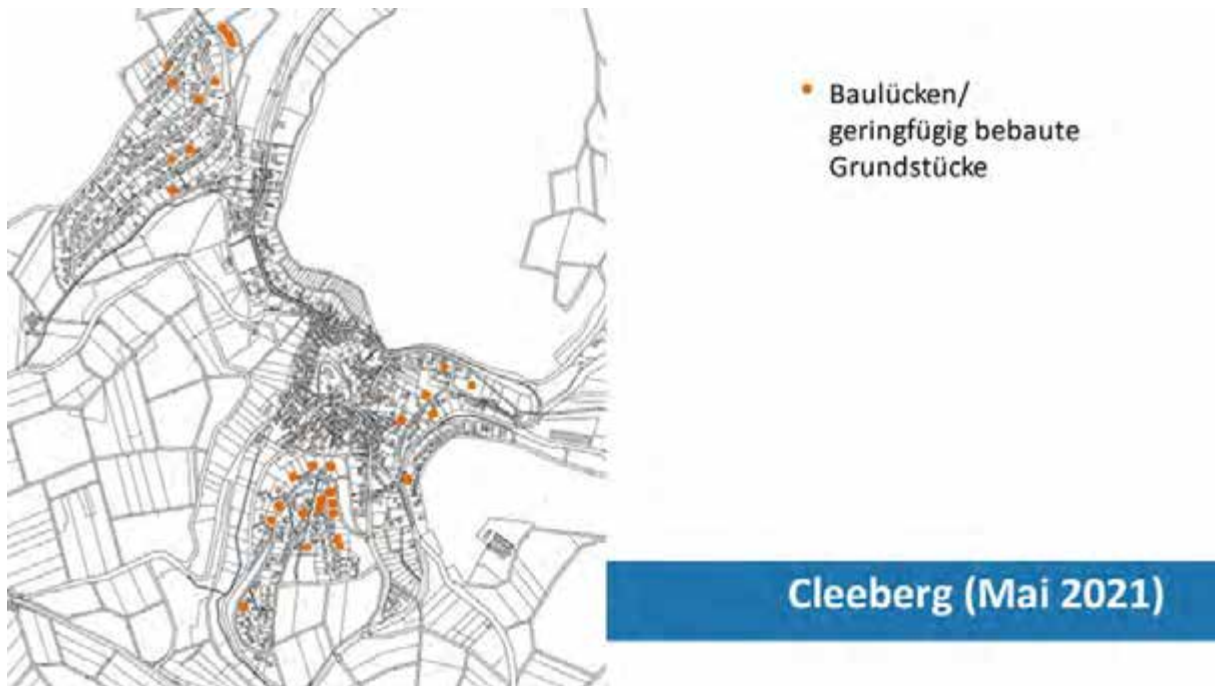 • Baulücken/
geringfügig bebaute
Grundstücke
Cleeberg (Mai 2021)